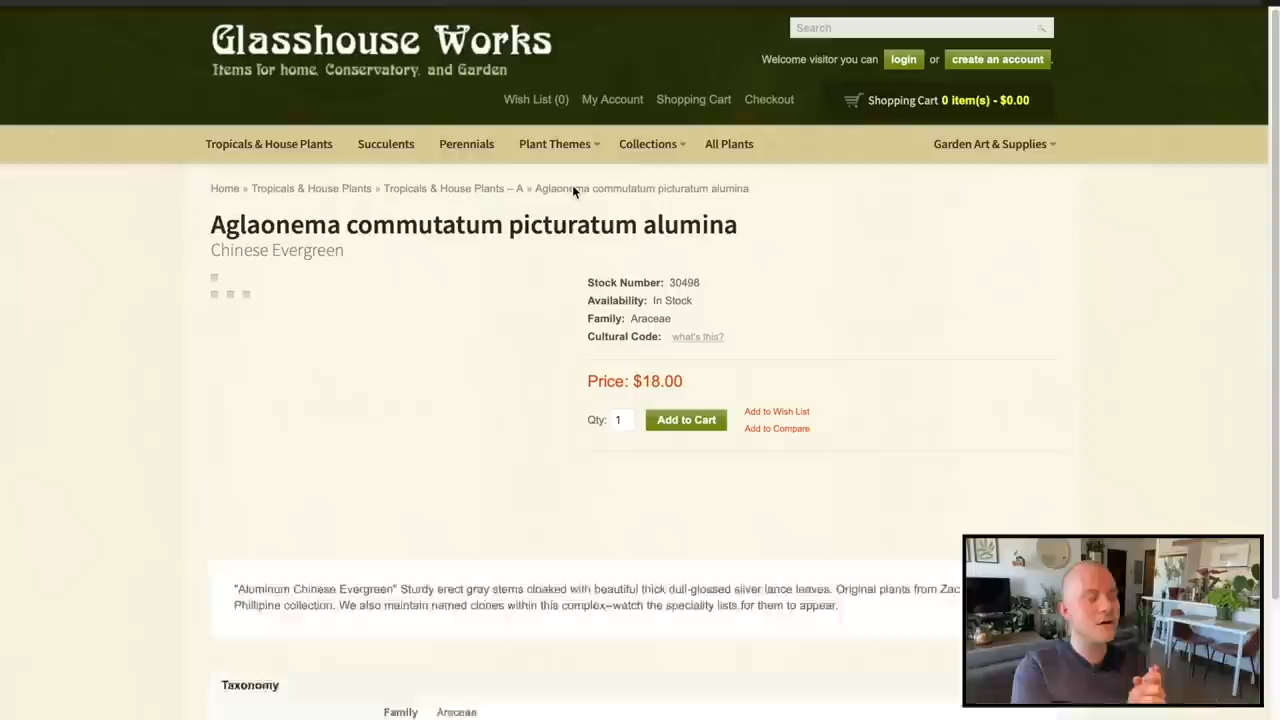 Glasshouse Works
Items for home, Conservatory, and Garden
Search
Welcome visitor you can login or create an account.
Wish List (0) My Account Shopping Cart Checkout
Shopping Cart 0 item(s) - $0.00
Tropicals & House Plants Succulents Perennials Plant Themes Collections All Plants Garden Art & Supplies
Home » Tropicals & House Plants » Tropicals & House Plants – A » Aglaonema commutatum picturatum alumina
Aglaonema commutatum picturatum alumina
Chinese Evergreen
Stock Number: 30498
Availability: In Stock
Family: Araceae
Cultural Code: what's this?
Price: $18.00
Qty: 1 Add to Cart
Add to Wish List
Add to Compare
"Aluminum Chinese Evergreen" Sturdy erect gray stems cloaked with beautiful thick dull-glossed silver lance leaves. Original plants from Zac
Phillipine collection. We also maintain named clones within this complex–watch the speciality lists for them to appear.
Taxonomy
Family Araceae